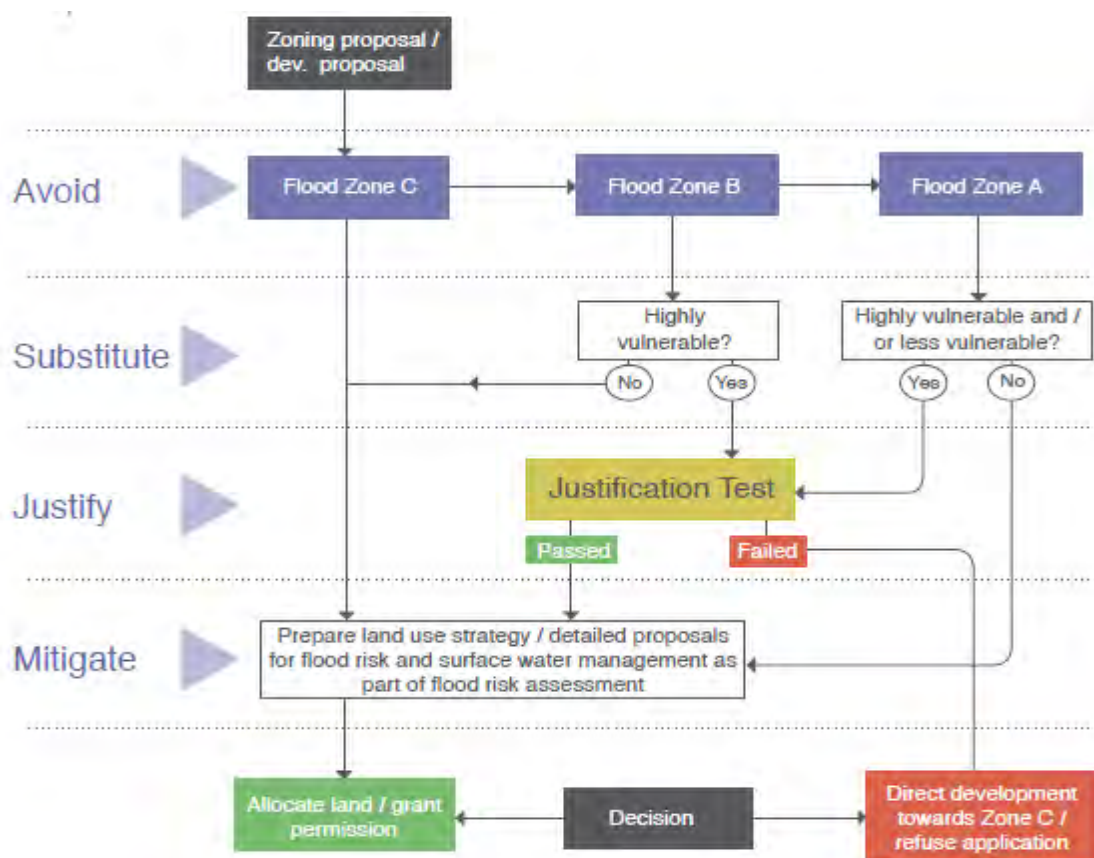 Zoning proposal /
dev. proposal
Avoid
Flood Zone C
Flood Zone B
Flood Zone A
Substitute
Highly
vulnerable?
No
Yes
Highly vulnerable and /
or less vulnerable?
Yes
No
Justify
Justification Test
Passed
Failed
Mitigate
Prepare land use strategy / detailed proposals
for flood risk and surface water management as
part of flood risk assessment
Allocate land / grant
permission
Decision
Direct development
towards Zone C /
refuse application